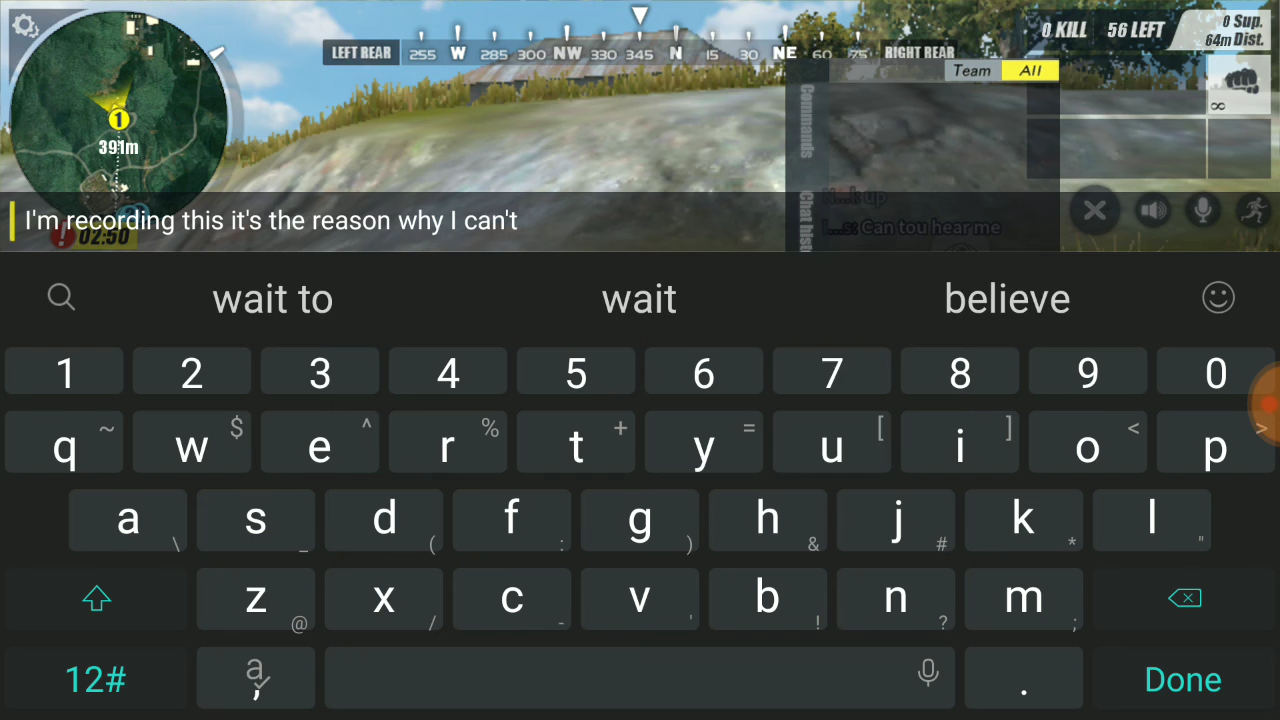 0 KILL 56 LEFT 0 Sup.
64m Dist.
LEFT REAR 255 W 285 300 NW 330 345 N 15 30 NE 60 75 RIGHT REAR
Team All
Commands
∞
1
391m
N...k: up
Chat hist
I'm recording this it's the reason why I can't
I...s: Can tou hear me
! 02:50
wait to wait believe
1 2 3 4 5 6 7 8 9 0
q ~ w $ e ^ r % t + y = u [ i ] o < p >
a \ s _ d ( f : g ) h & j # k * l "
z @ x / c - v ' b ! n ? m ;
12# a , . Done